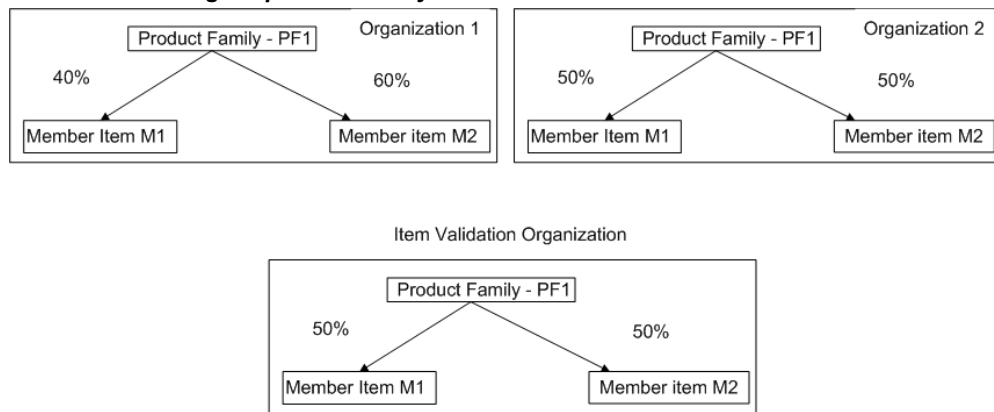 Organization 1
Product Family - PF1
40%
60%
Member Item M1
Member item M2
Organization 2
Product Family - PF1
50%
50%
Member Item M1
Member item M2
Item Validation Organization
Product Family - PF1
50%
50%
Member Item M1
Member item M2